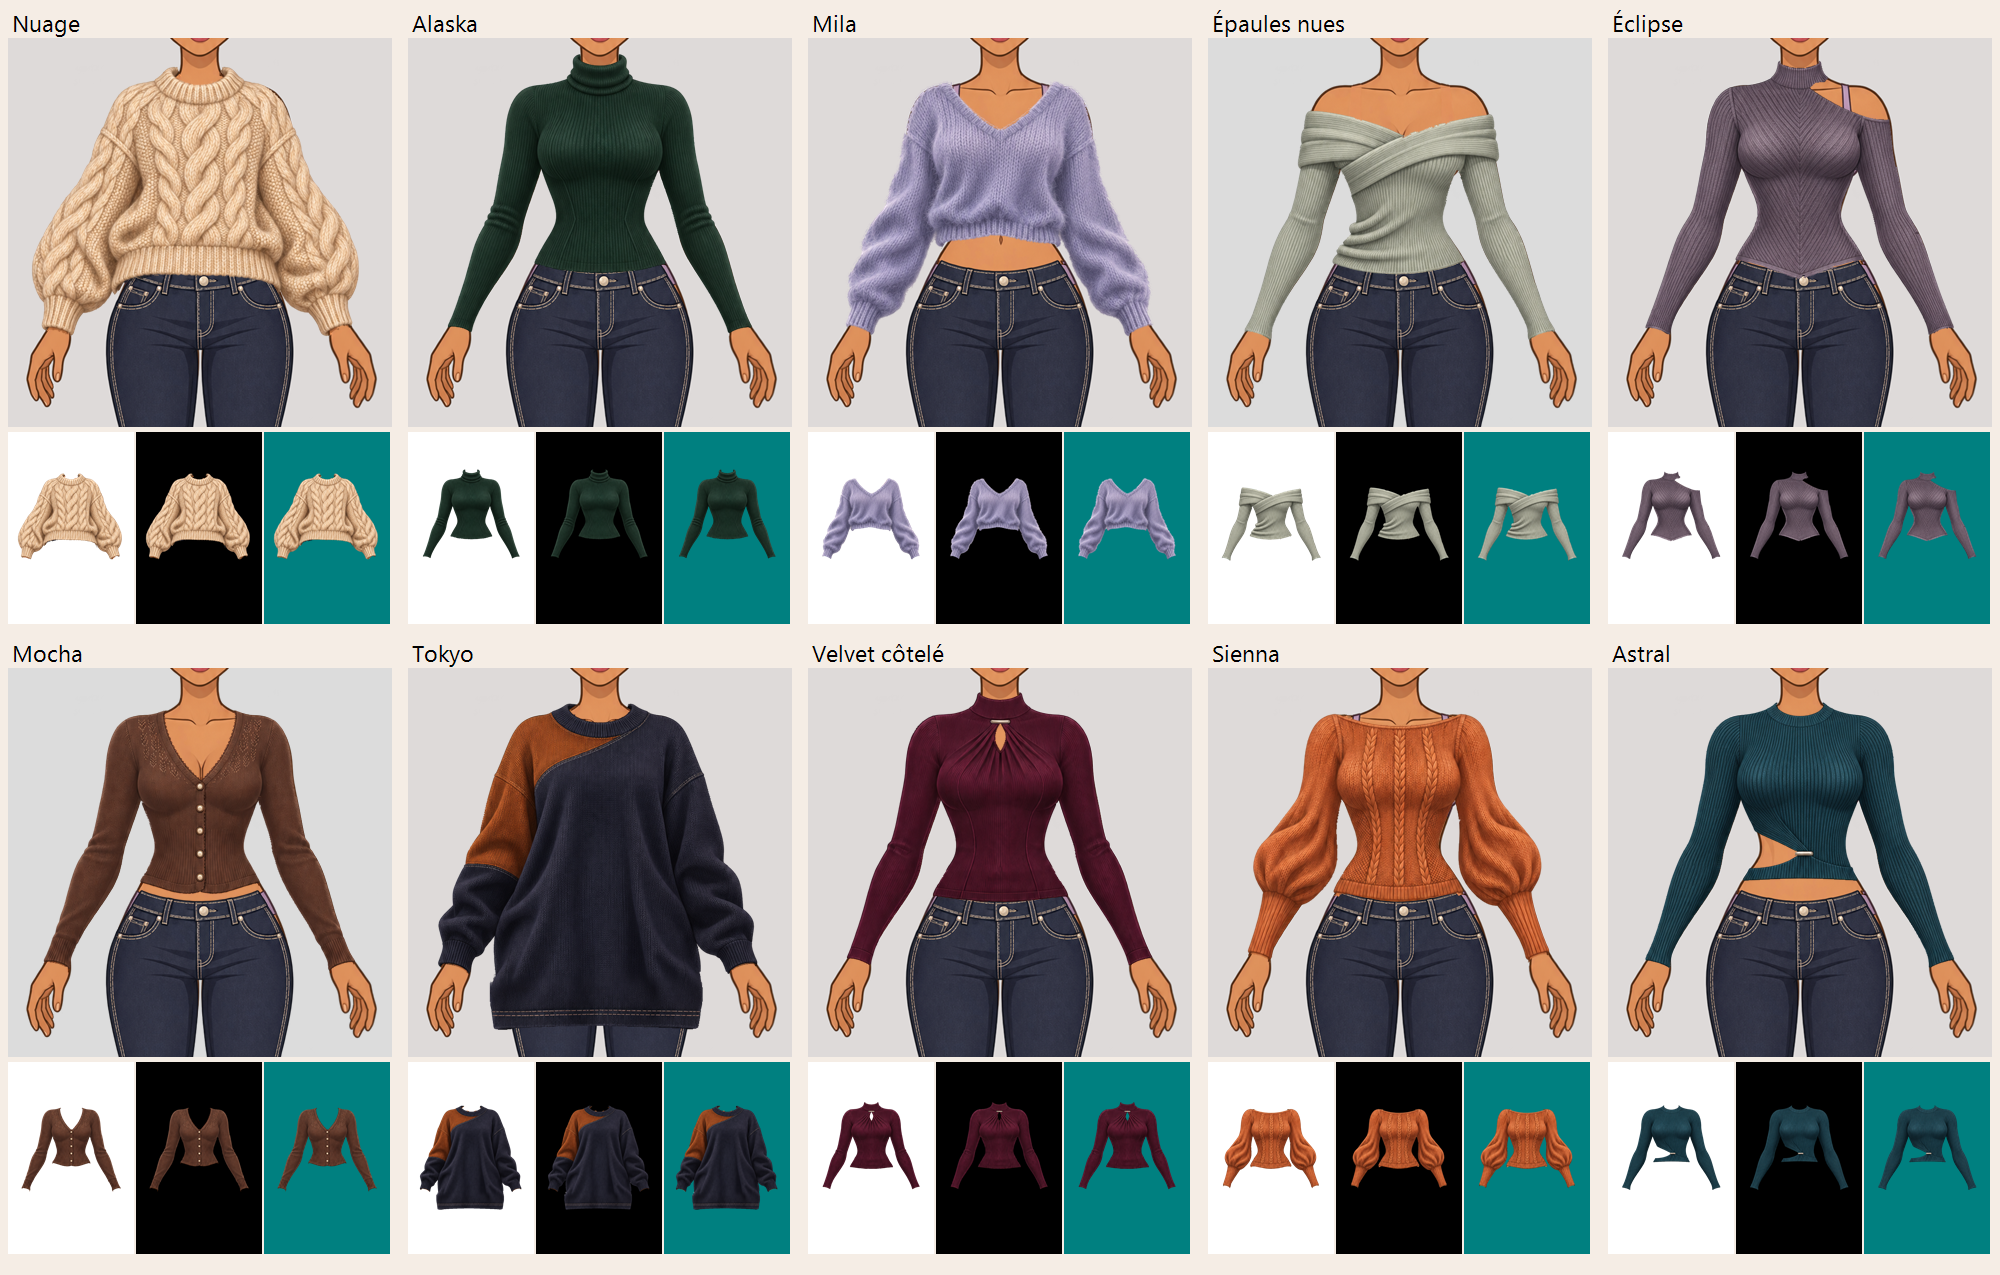 Nuage
Alaska
Mila
Épaules nues
Éclipse
Mocha
Tokyo
Velvet côtelé
Sienna
Astral